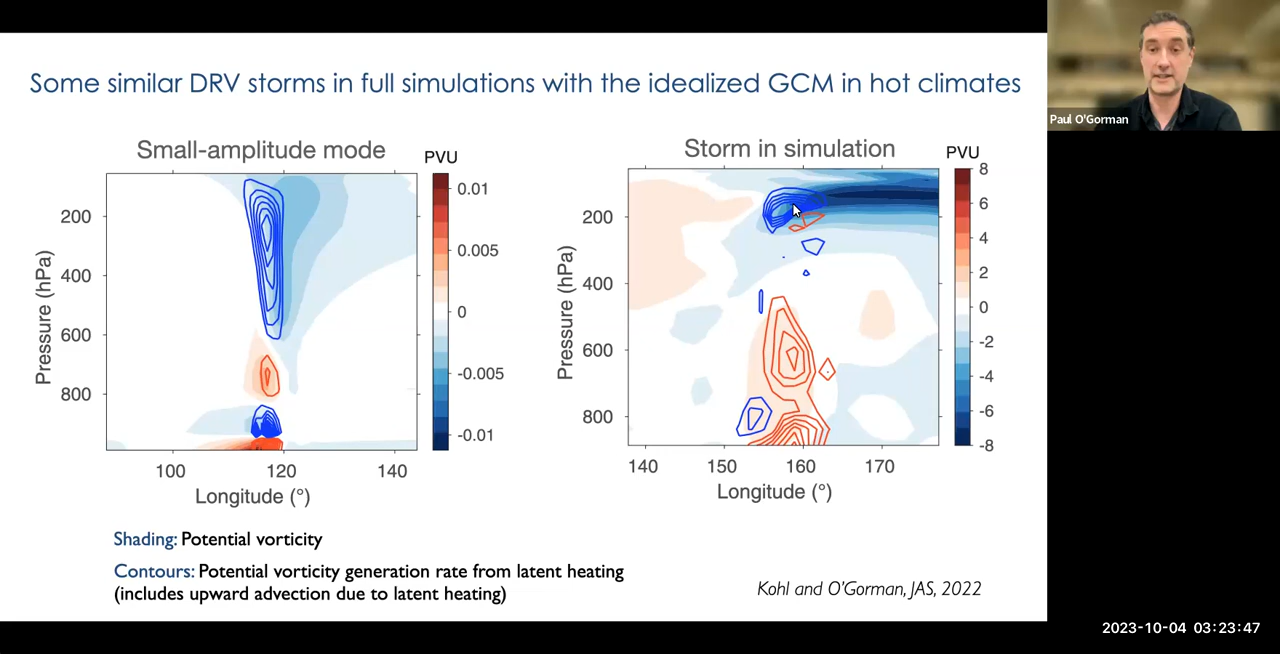 Some similar DRV storms in full simulations with the idealized GCM in hot climates
Small-amplitude mode
PVU
0.01
0.005
0
-0.005
-0.01
Pressure (hPa)
200
400
600
800
100
120
140
Longitude (°)
Storm in simulation
PVU
8
6
4
2
0
-2
-4
-6
-8
Pressure (hPa)
200
400
600
800
140
150
160
170
Longitude (°)
Shading: Potential vorticity
Contours: Potential vorticity generation rate from latent heating
(includes upward advection due to latent heating)
Kohl and O'Gorman, JAS, 2022
Paul O'Gorman
2023-10-04 03:23:47